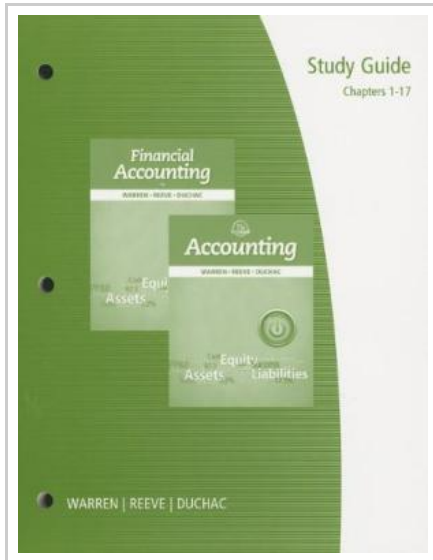 Study Guide
Chapters 1-17
Financial
Accounting
WARREN • REEVE • DUCHAC
Accounting
WARREN • REEVE • DUCHAC
Equi
Assets
Equity
Assets
Liabilities
WARREN | REEVE | DUCHAC